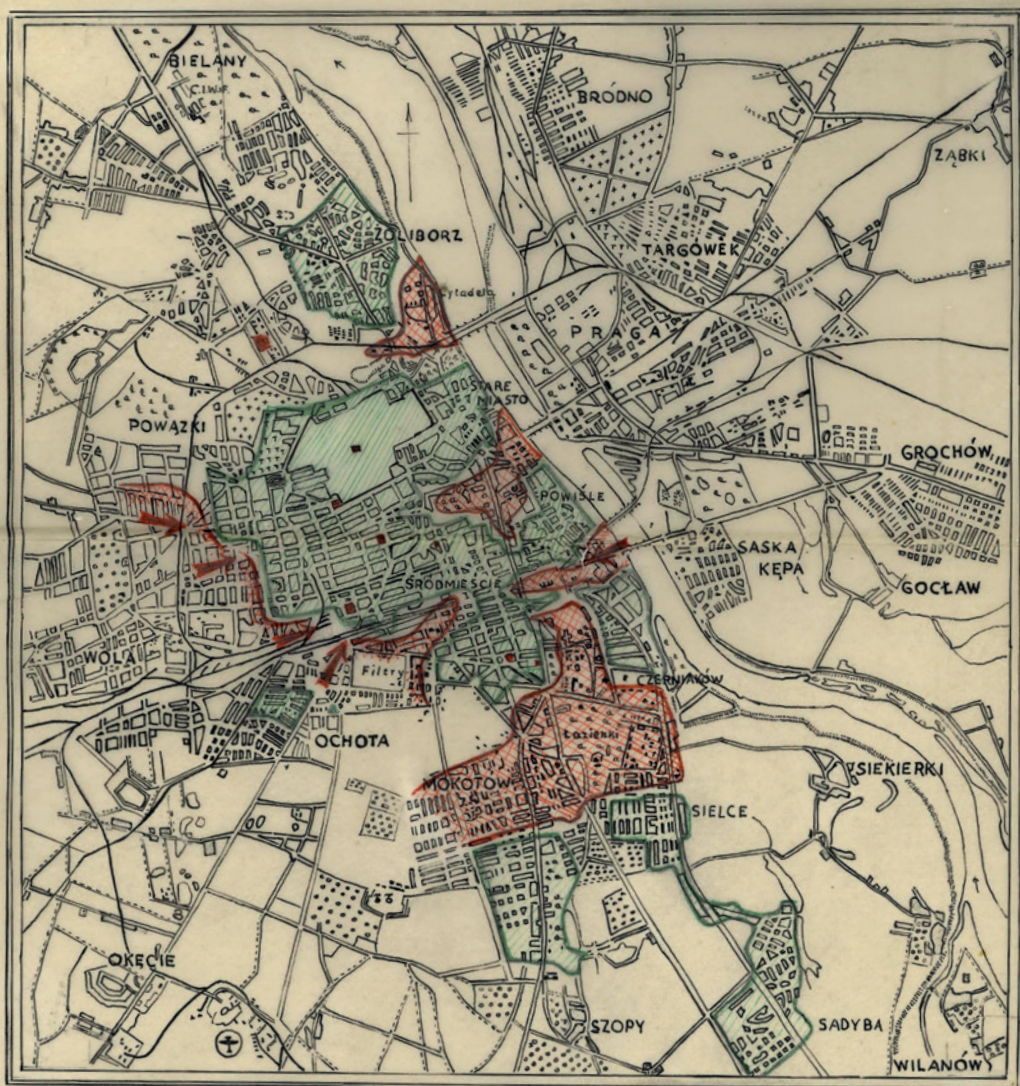 BIELANY
C.I.W.F.
BRÓDNO
ZĄBKI
ŻOLIBORZ
TARGÓWEK
Cytadela
PRAGA
STARE
MIASTO
POWĄZKI
GROCHÓW
POWIŚLE
SASKA
KĘPA
ŚRÓDMIEŚCIE
GOCŁAW
WOLA
Filtry
CZERNIAKÓW
OCHOTA
Łazienki
SIEKIERKI
MOKOTÓW
SIELCE
OKĘCIE
SZOPY
SADYBA
WILANÓW